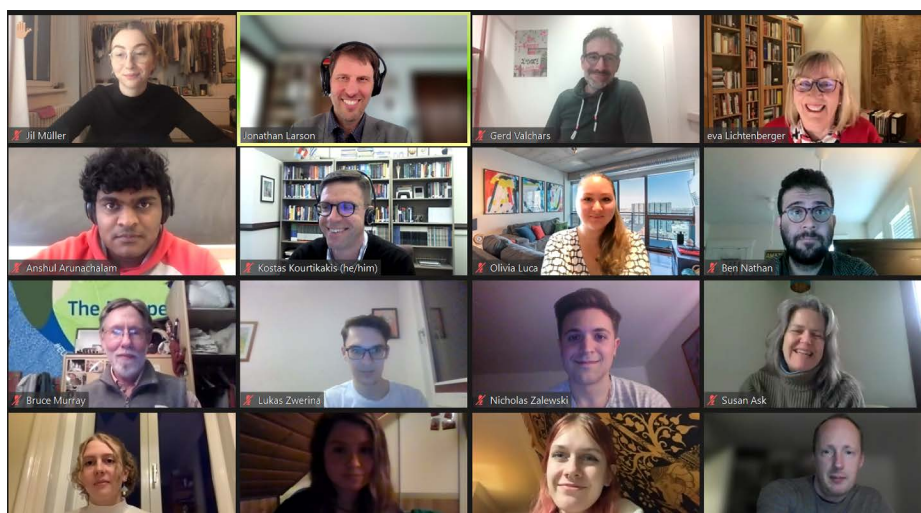 Jil Müller
Jonathan Larson
Gerd Valchars
eva Lichtenberger
Anshul Arunachalam
Kostas Kourtikakis (he/him)
Olivia Luca
Ben Nathan
The
Bruce Murray
Lukas Zwerina
Nicholas Zalewski
Susan Ask